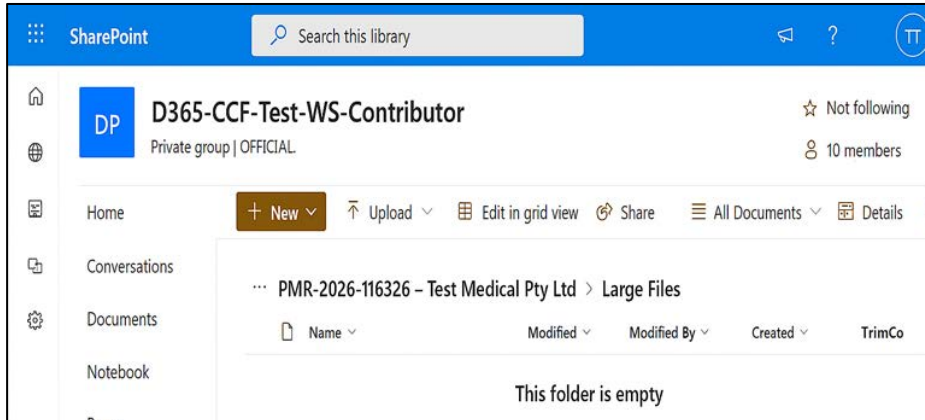 SharePoint
Search this library
?
TT
DP
D365-CCF-Test-WS-Contributor
Private group | OFFICIAL.
Not following
10 members
Home
+ New
Upload
Edit in grid view
Share
All Documents
Details
Conversations
... PMR-2026-116326 – Test Medical Pty Ltd > Large Files
Documents
Name
Modified
Modified By
Created
TrimCo
Notebook
This folder is empty